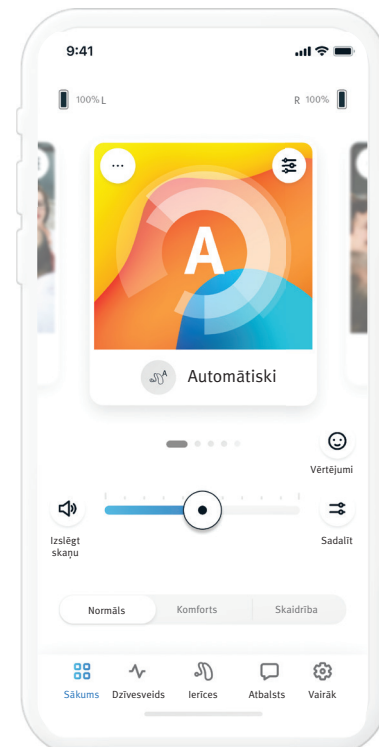 9:41
100% L
R 100%
A
A
Automātiski
Vērtējumi
Izslēgt
skaņu
Sadalīt
Normāls
Komforts
Skaidrība
Sākums
Dzīvesveids
Ierīces
Atbalsts
Vairāk